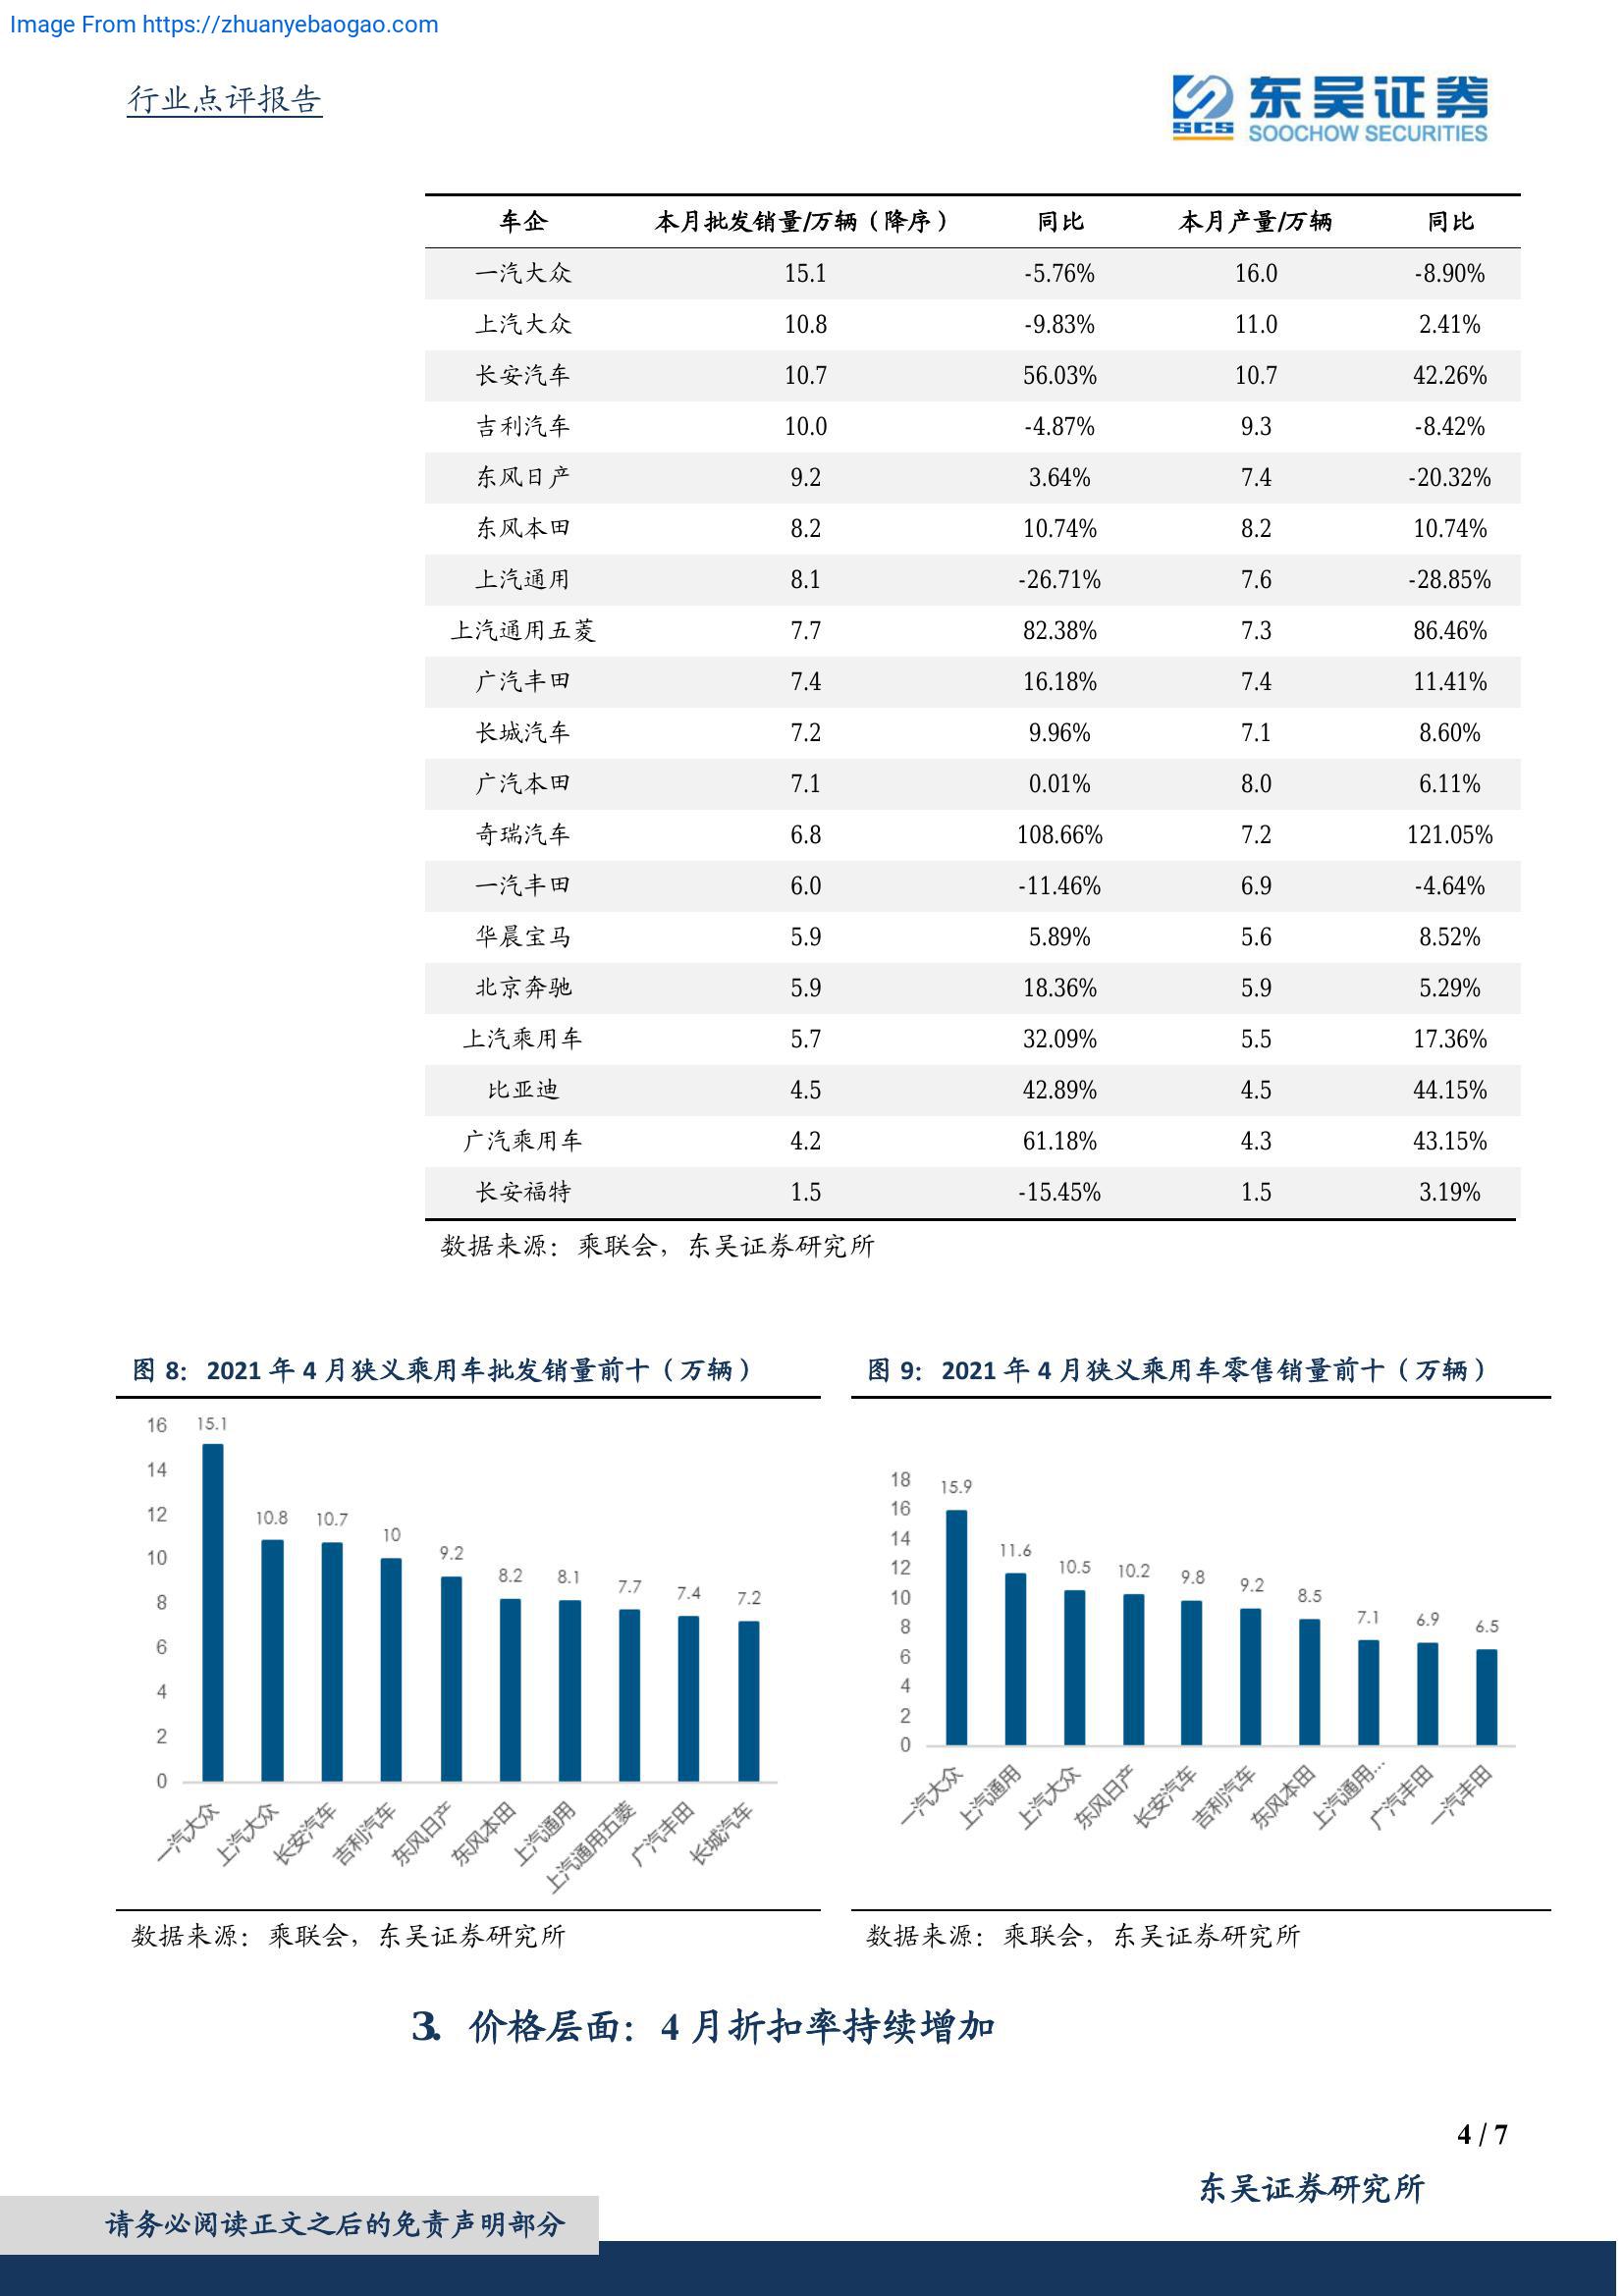 Image From https://zhuanyebaogao.com
行业点评报告
SCS 东吴证券
SOOCHOW SECURITIES
车企 本月批发销量/万辆（降序） 同比 本月产量/万辆 同比
一汽大众 15.1 -5.76% 16.0 -8.90%
上汽大众 10.8 -9.83% 11.0 2.41%
长安汽车 10.7 56.03% 10.7 42.26%
吉利汽车 10.0 -4.87% 9.3 -8.42%
东风日产 9.2 3.64% 7.4 -20.32%
东风本田 8.2 10.74% 8.2 10.74%
上汽通用 8.1 -26.71% 7.6 -28.85%
上汽通用五菱 7.7 82.38% 7.3 86.46%
广汽丰田 7.4 16.18% 7.4 11.41%
长城汽车 7.2 9.96% 7.1 8.60%
广汽本田 7.1 0.01% 8.0 6.11%
奇瑞汽车 6.8 108.66% 7.2 121.05%
一汽丰田 6.0 -11.46% 6.9 -4.64%
华晨宝马 5.9 5.89% 5.6 8.52%
北京奔驰 5.9 18.36% 5.9 5.29%
上汽乘用车 5.7 32.09% 5.5 17.36%
比亚迪 4.5 42.89% 4.5 44.15%
广汽乘用车 4.2 61.18% 4.3 43.15%
长安福特 1.5 -15.45% 1.5 3.19%
数据来源：乘联会，东吴证券研究所
图 8： 2021 年 4 月狭义乘用车批发销量前十（万辆）
16
14
12
10
8
6
4
2
0
15.1 10.8 10.7 10 9.2 8.2 8.1 7.7 7.4 7.2
一汽大众 上汽大众 长安汽车 吉利汽车 东风日产 东风本田 上汽通用 上汽通用五菱 广汽丰田 长城汽车
数据来源：乘联会，东吴证券研究所
图 9： 2021 年 4 月狭义乘用车零售销量前十（万辆）
18
16
14
12
10
8
6
4
2
0
15.9 11.6 10.5 10.2 9.8 9.2 8.5 7.1 6.9 6.5
一汽大众 上汽通用 上汽大众 东风日产 长安汽车 吉利汽车 东风本田 上汽通用… 广汽丰田 一汽丰田
数据来源：乘联会，东吴证券研究所
3. 价格层面：4 月折扣率持续增加
4 / 7
东吴证券研究所
请务必阅读正文之后的免责声明部分